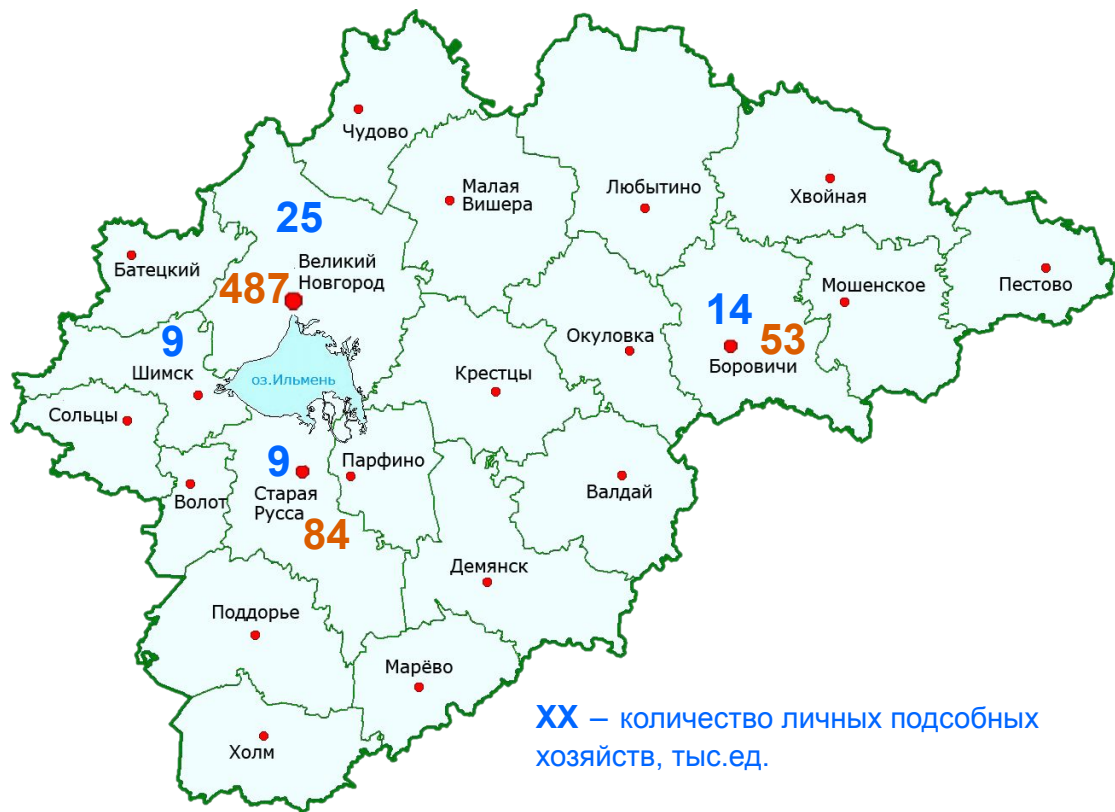 Чудово
Малая
Вишера
Любытино
Хвойная
25
Батецкий
Великий
Новгород
487
Мошенское
Пестово
14
53
Боровичи
9
Шимск
Окуловка
оз.Ильмень
Крестцы
Сольцы
9
Старая
Русса
84
Парфино
Волот
Валдай
Демянск
Поддорье
Марёво
Холм
ХХ – количество личных подсобных
хозяйств, тыс.ед.